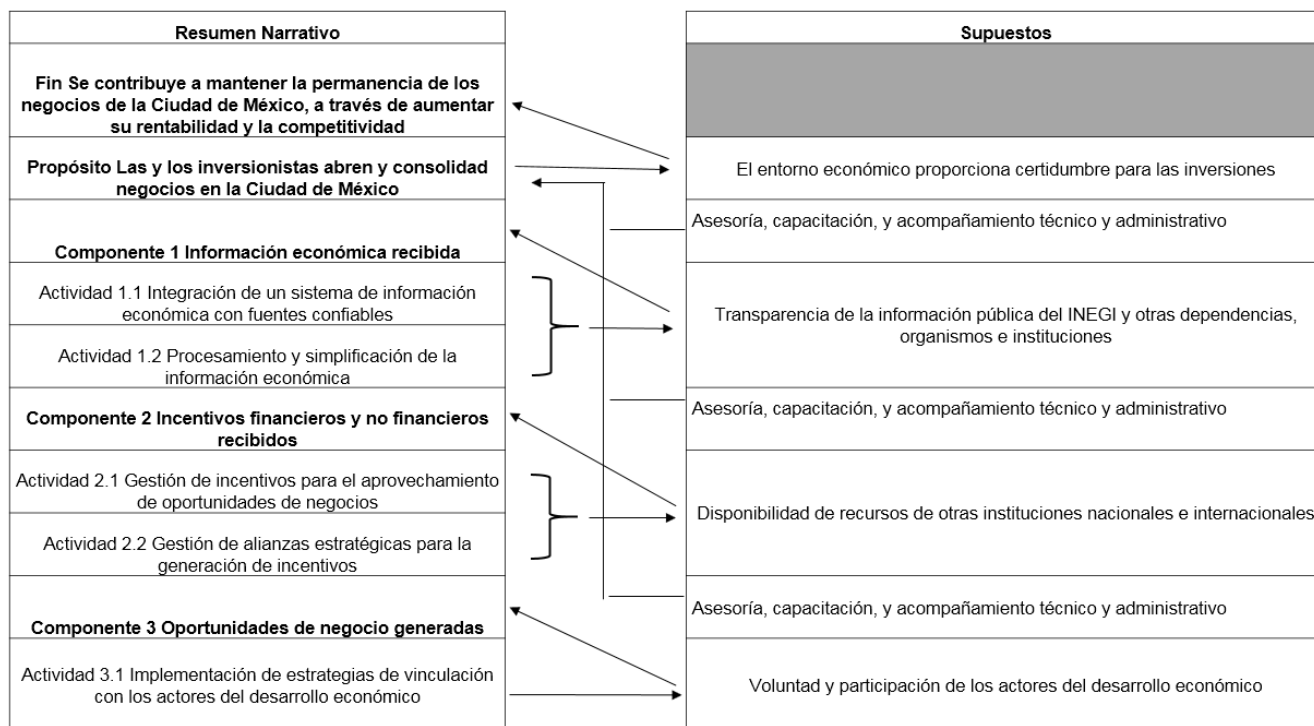 Resumen Narrativo
Supuestos
Fin Se contribuye a mantener la permanencia de los
negocios de la Ciudad de México, a través de aumentar
su rentabilidad y la competitividad
Propósito Las y los inversionistas abren y consolidad
negocios en la Ciudad de México
El entorno económico proporciona certidumbre para las inversiones
Componente 1 Información económica recibida
Asesoría, capacitación, y acompañamiento técnico y administrativo
Actividad 1.1 Integración de un sistema de información
económica con fuentes confiables
Actividad 1.2 Procesamiento y simplificación de la
información económica
Transparencia de la información pública del INEGI y otras dependencias,
organismos e instituciones
Componente 2 Incentivos financieros y no financieros
recibidos
Asesoría, capacitación, y acompañamiento técnico y administrativo
Actividad 2.1 Gestión de incentivos para el aprovechamiento
de oportunidades de negocios
Actividad 2.2 Gestión de alianzas estratégicas para la
generación de incentivos
Disponibilidad de recursos de otras instituciones nacionales e internacionales
Componente 3 Oportunidades de negocio generadas
Asesoría, capacitación, y acompañamiento técnico y administrativo
Actividad 3.1 Implementación de estrategias de vinculación
con los actores del desarrollo económico
Voluntad y participación de los actores del desarrollo económico